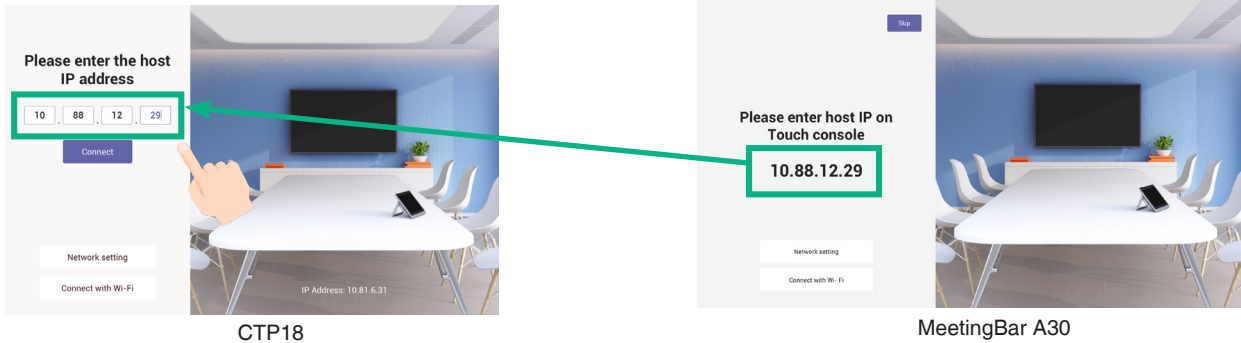 Please enter the host
IP address
10 . 88 . 12 . 29
Connect
Network setting
Connect with Wi-Fi
IP Address: 10.81.6.31
CTP18
Skip
Please enter host IP on
Touch console
10.88.12.29
Network setting
Connect with Wi- Fi
MeetingBar A30